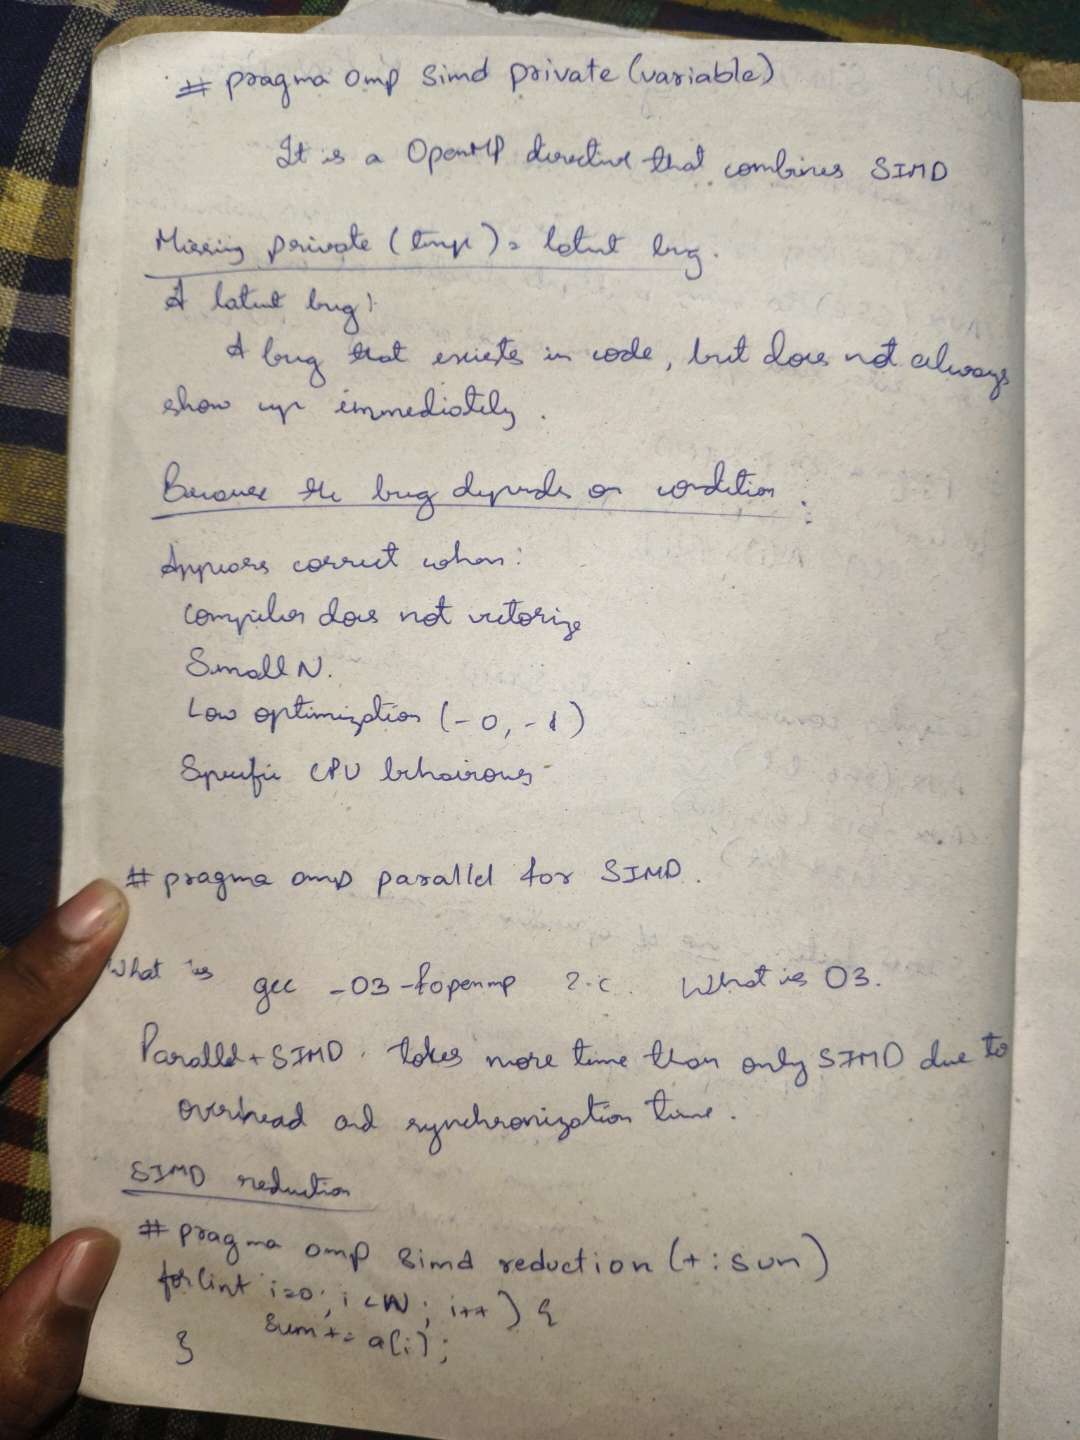 # pragma omp simd private (variable)
It is a OpenMP directive that combines SIMD
Missing private (tmp) = latent bug.
A latent bug:
A bug that exists in code, but does not always
show up immediately.
Because the bug depends on condition:
Appears correct when:
Compiler does not vectorize
Small N.
Low optimization (-0, -1)
Specific CPU behaviours
# pragma omp parallel for SIMD.
What is gcc -O3 -fopenmp 2.c. What is O3.
Parallel + SIMD. takes more time than only SIMD due to
overhead and synchronization time.
SIMD reduction
# pragma omp simd reduction (+: sum)
for (int i=0; i<N; i++) {
sum += a[i];
}